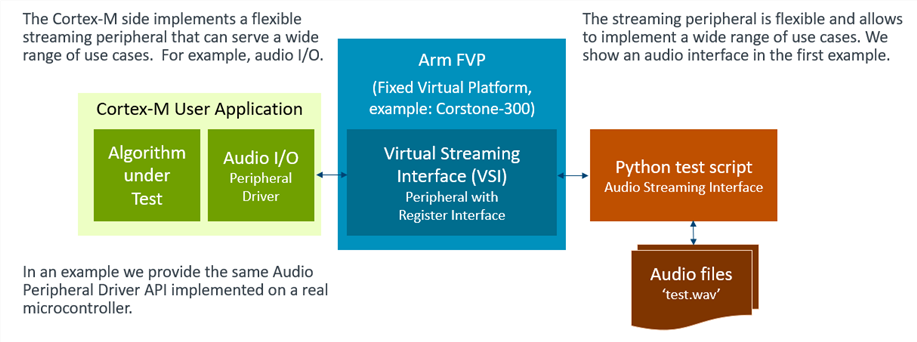 The Cortex-M side implements a flexible
streaming peripheral that can serve a wide
range of use cases. For example, audio I/O.
The streaming peripheral is flexible and allows
to implement a wide range of use cases. We
show an audio interface in the first example.
Arm FVP
(Fixed Virtual Platform,
example: Corstone-300)
Cortex-M User Application
Algorithm
under
Test
Audio I/O
Peripheral
Driver
Virtual Streaming
Interface (VSI)
Peripheral with
Register Interface
Python test script
Audio Streaming Interface
Audio files
‘test.wav’
In an example we provide the same Audio
Peripheral Driver API implemented on a real
microcontroller.